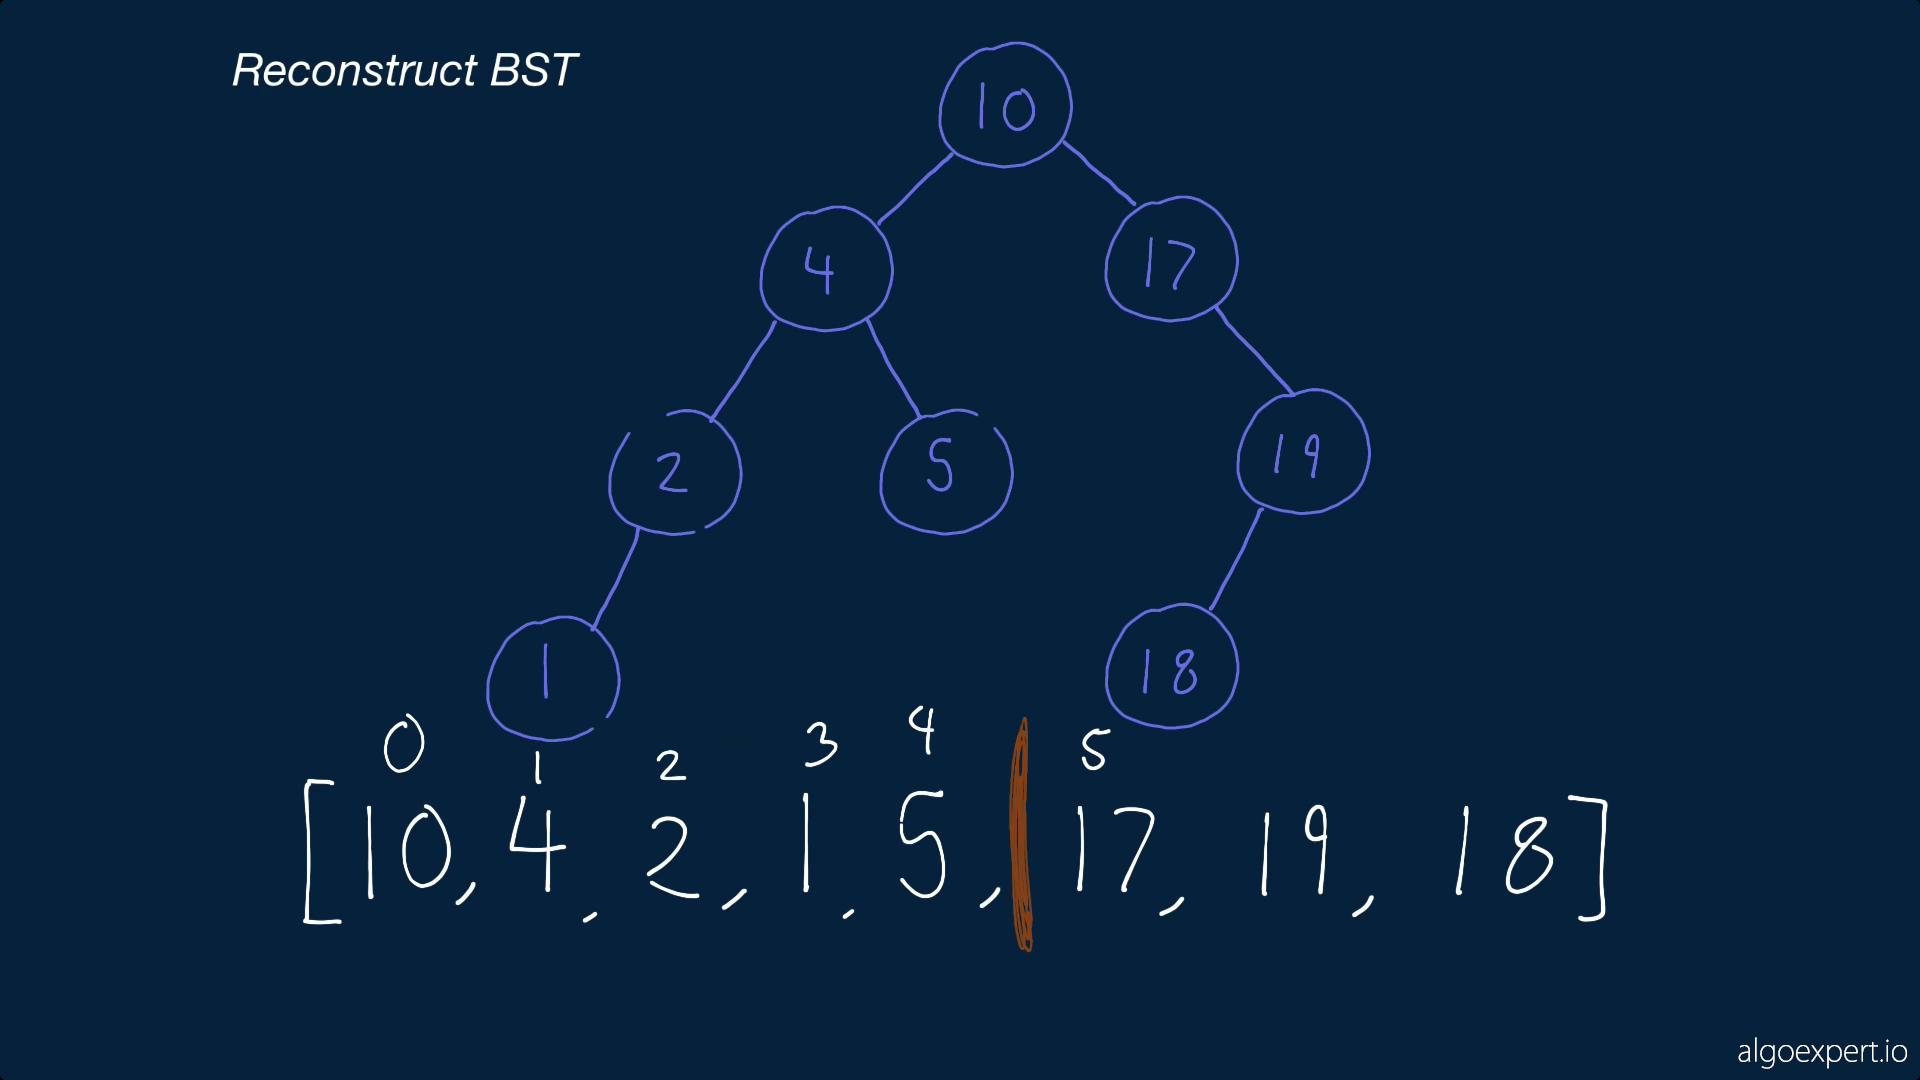 Reconstruct BST
10
4 17
2 5 19
1 18
0 1 2 3 4 5
[10, 4, 2, 1, 5, 17, 19, 18]
algoexpert.io